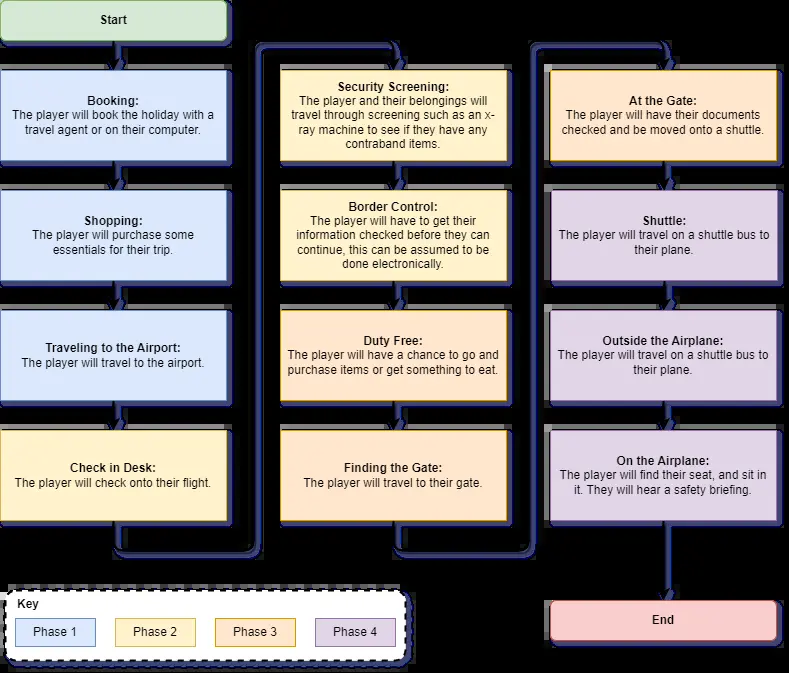 Start
Booking:
The player will book the holiday with a
travel agent or on their computer.
Shopping:
The player will purchase some
essentials for their trip.
Traveling to the Airport:
The player will travel to the airport.
Check in Desk:
The player will check onto their flight.
Security Screening:
The player and their belongings will
travel through screening such as an x-
ray machine to see if they have any
contraband items.
Border Control:
The player will have to get their
information checked before they can
continue, this can be assumed to be
done electronically.
Duty Free:
The player will have a chance to go and
purchase items or get something to eat.
Finding the Gate:
The player will travel to their gate.
At the Gate:
The player will have their documents
checked and be moved onto a shuttle.
Shuttle:
The player will travel on a shuttle bus to
their plane.
Outside the Airplane:
The player will travel on a shuttle bus to
their plane.
On the Airplane:
The player will find their seat, and sit in
it. They will hear a safety briefing.
End
Key
Phase 1
Phase 2
Phase 3
Phase 4